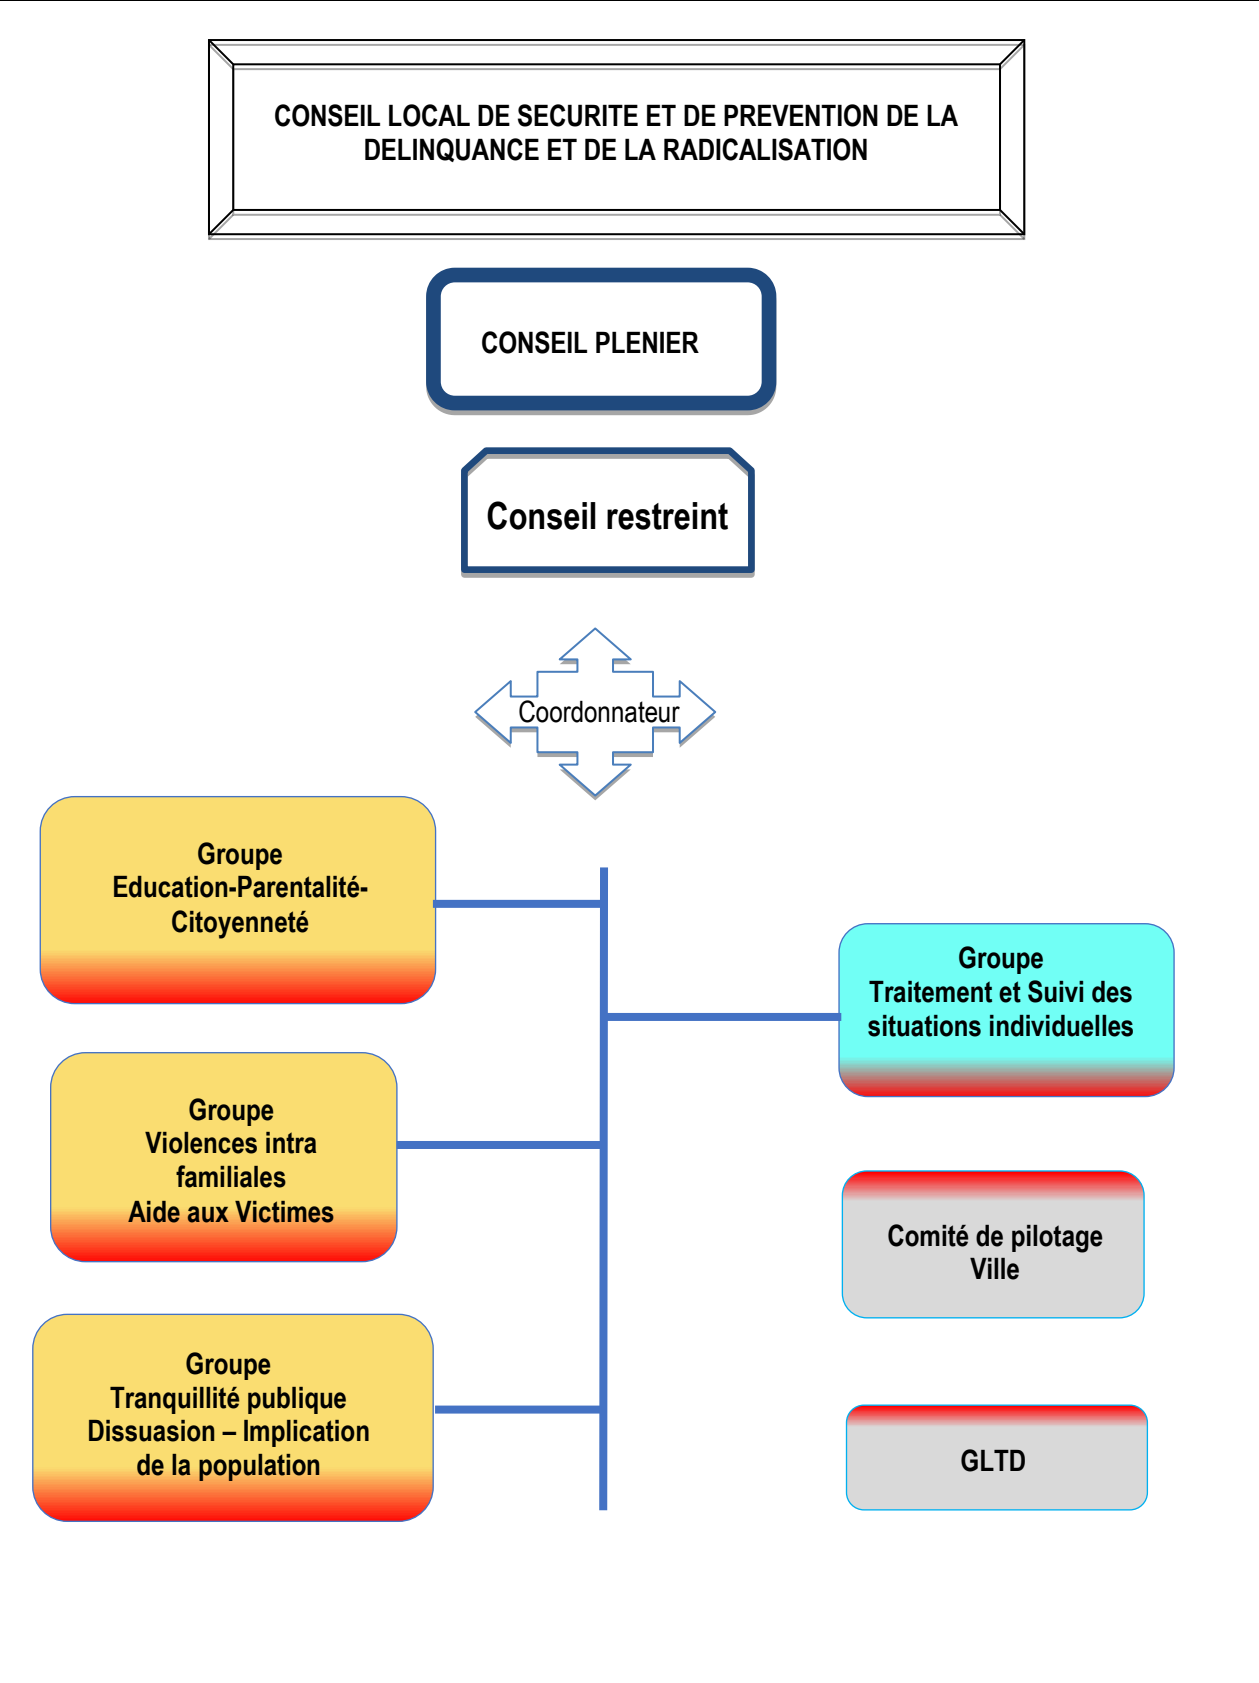 CONSEIL LOCAL DE SECURITE ET DE PREVENTION DE LA
DELINQUANCE ET DE LA RADICALISATION
CONSEIL PLENIER
Conseil restreint
Coordonnateur
Groupe
Education-Parentalité-
Citoyenneté
Groupe
Violences intra
familiales
Aide aux Victimes
Groupe
Tranquillité publique
Dissuasion – Implication
de la population
Groupe
Traitement et Suivi des
situations individuelles
Comité de pilotage
Ville
GLTD